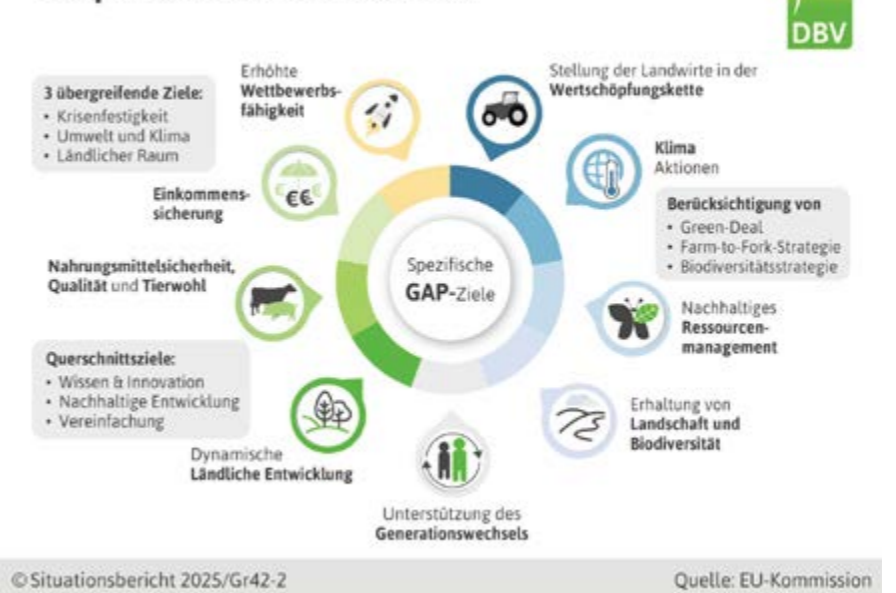 DBV
3 übergreifende Ziele:
• Krisenfestigkeit
• Umwelt und Klima
• Ländlicher Raum
Erhöhte
Wettbewerbs-
fähigkeit
Stellung der Landwirte in der
Wertschöpfungskette
Klima
Aktionen
Einkommens-
sicherung
€€€€
Berücksichtigung von
• Green-Deal
• Farm-to-Fork-Strategie
• Biodiversitätsstrategie
Nahrungsmittelsicherheit,
Qualität und Tierwohl
Spezifische
GAP-Ziele
Nachhaltiges
Ressourcen-
management
Querschnittsziele:
• Wissen & Innovation
• Nachhaltige Entwicklung
• Vereinfachung
Erhaltung von
Landschaft und
Biodiversität
Dynamische
Ländliche Entwicklung
Unterstützung des
Generationswechsels
© Situationsbericht 2025/Gr42-2
Quelle: EU-Kommission